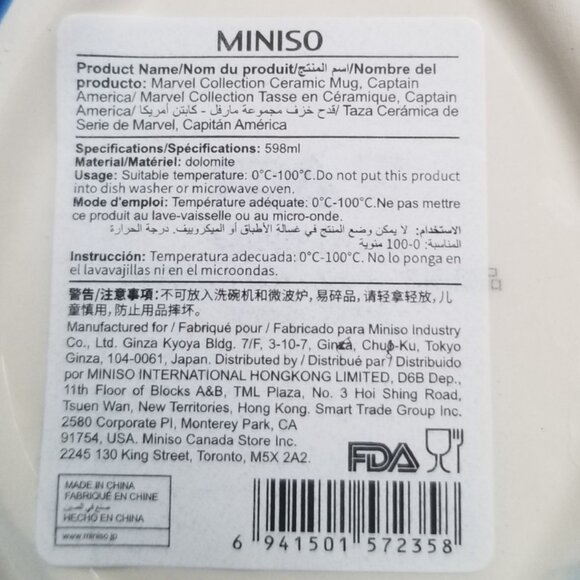 MINISO
Product Name/Nom du produit/اسم المنتج/Nombre del
producto: Marvel Collection Ceramic Mug, Captain
America/ Marvel Collection Tasse en Céramique, Captain
America/ قدح خزف مجموعة مارفل - كابتن أمريكا/ Taza Cerámica de
Serie de Marvel, Capitán América
Specifications/Spécifications: 598ml
Material/Matériel: dolomite
Usage: Suitable temperature: 0°C-100°C.Do not put this product
into dish washer or microwave oven.
Mode d'emploi: Température adéquate: 0°C-100°C.Ne pas mettre
ce produit au lave-vaisselle ou au micro-onde.
الاستخدام: لا يمكن وضع المنتج في غسالة الأطباق أو الميكروييف. درجة الحرارة
المناسبة: 0-100 مئوية
Instrucción: Temperatura adecuada: 0°C-100°C. No lo ponga en
el lavavajillas ni en el microondas.
警告/注意事項:不可放入洗碗机和微波炉，易碎品，请轻拿轻放，儿
童慎用，防止用品摔坏。
Manufactured for / Fabriqué pour / Fabricado para Miniso Industry
Co., Ltd. Ginza Kyoya Bldg. 7/F, 3-10-7, Ginza, Chuo-Ku, Tokyo
Ginza, 104-0061, Japan. Distributed by / Distribué par / Distribuido
por MINISO INTERNATIONAL HONGKONG LIMITED, D6B Dep.,
11th Floor of Blocks A&B, TML Plaza, No. 3 Hoi Shing Road,
Tsuen Wan, New Territories, Hong Kong. Smart Trade Group Inc.
2580 Corporate Pl, Monterey Park, CA
91754, USA. Miniso Canada Store Inc.
2245 130 King Street, Toronto, M5X 2A2.
FDA
MADE IN CHINA
FABRIQUÉ EN CHINE
صنع في الصين
HECHO EN CHINA
www.miniso.jp
6 941501 572358